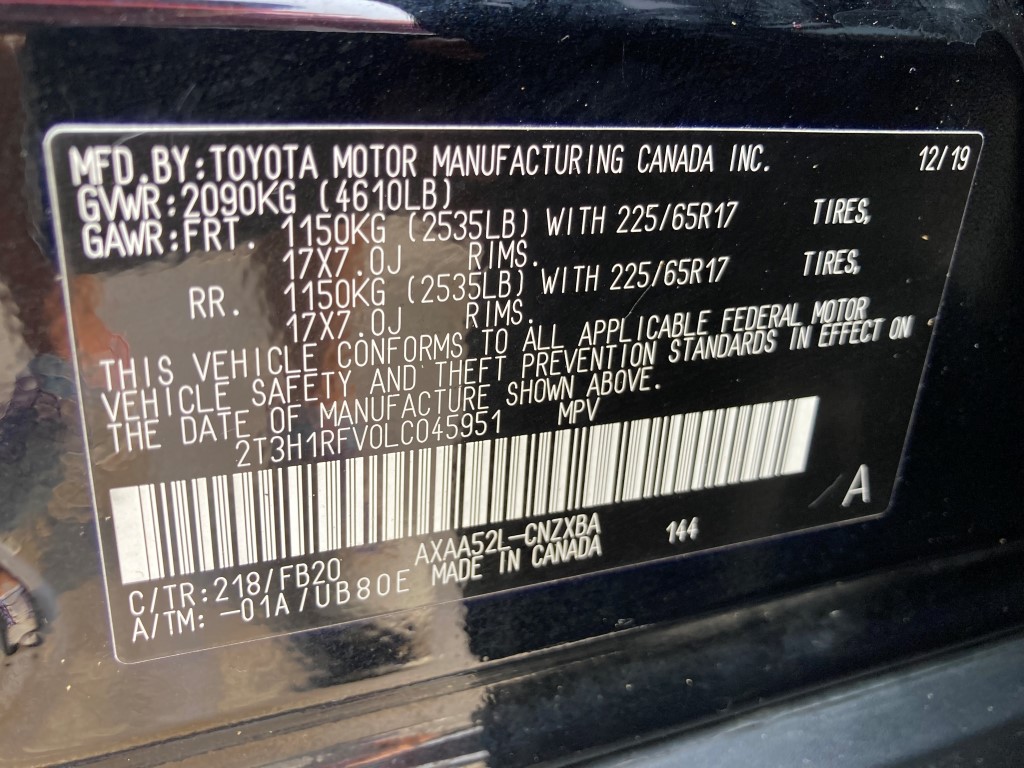 MFD.BY:TOYOTA MOTOR MANUFACTURING CANADA INC. 12/19
GVWR:2090KG (4610LB)
GAWR:FRT. 1150KG (2535LB) WITH 225/65R17 TIRES,
17X7.0J RIMS.
RR. 1150KG (2535LB) WITH 225/65R17 TIRES,
17X7.0J RIMS.
THIS VEHICLE CONFORMS TO ALL APPLICABLE FEDERAL MOTOR
VEHICLE SAFETY AND THEFT PREVENTION STANDARDS IN EFFECT ON
THE DATE OF MANUFACTURE SHOWN ABOVE.
2T3H1RFV0LC045951 MPV
A
AXAA52L-CNZXBA 144
MADE IN CANADA
C/TR:218/FB20
A/TM: -01A/UB80E